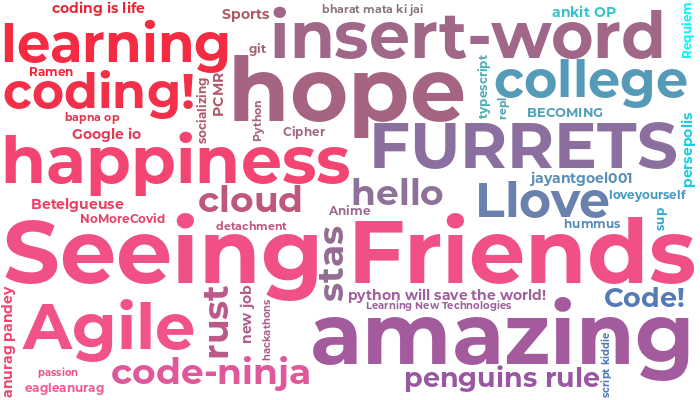 coding is life
Sports
bharat mata ki jai
ankit OP
Requiem
learning
git
insert-word
Ramen
coding!
socializing
PCMR
hope
typescript
repl
college
bapna op
Google io
Python
Cipher
BECOMING
FURRETS
persepolis
happiness
jayantgoel001
cloud
hello
Llove
loveyourself
Betelgueuse
NoMoreCovid
Anime
hummus
sup
detachment
Seeing Friends
stas
python will save the world!
Code!
Learning New Technologies
anurag pandey
Agile
rust
new job
hackathons
amazing
passion
eagleanurag
code-ninja
penguins rule
script kiddie